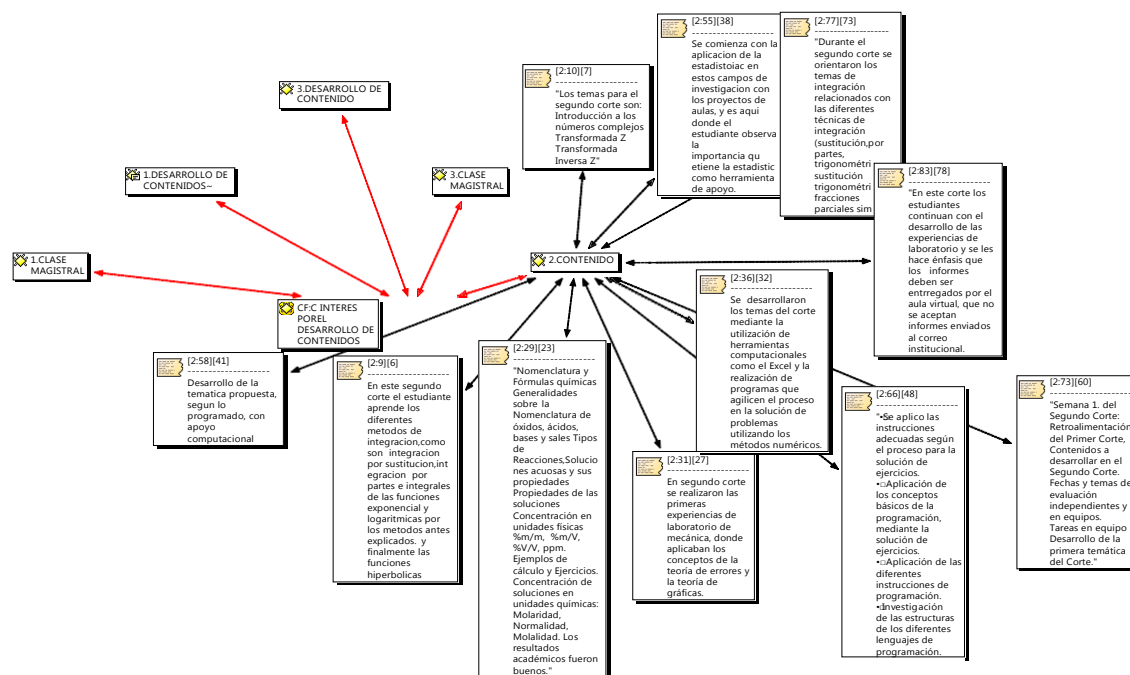 3.DESARROLLO DE
CONTENIDO
1.DESARROLLO DE
CONTENIDOS~
3.CLASE
MAGISTRAL
1.CLASE
MAGISTRAL
CF:C INTERES
POREL
DESARROLLO DE
CONTENIDOS
2.CONTENIDO
[2:10][7]
--------------------
"Los temas para el
segundo corte son:
Introducción a los
números complejos
Transformada Z
Transformada
Inversa Z"
[2:55][38]
--------------------
Se comienza con la
aplicacion de la
estadistoiac en
estos campos de
investigacion con
los proyectos de
aulas, y es aqui
donde el
estudiante observa
la
importancia qu
etiene la estadistic
como herramienta
de apoyo.
[2:77][73]
--------------------
"Durante el
segundo corte se
orientaron los
temas de
integración
relacionados con
las diferentes
técnicas de
integración
(sustitución,por
partes,
trigonométri
sustitución
trigonométri
fracciones
parciales sim
[2:83][78]
--------------------
"En este corte los
estudiantes
continuan con el
desarrollo de las
experiencias de
laboratorio y se les
hace énfasis que
los informes
deben ser
entrregados por el
aula virtual, que no
se aceptan
informes enviados
al correo
institucional.
[2:58][41]
--------------------
Desarrollo de la
tematica propuesta,
segun lo
programado, con
apoyo
computacional
[2:9][6]
--------------------
En este segundo
corte el estudiante
aprende los
diferentes
metodos de
integracion,como
son integracion
por sustitucion,int
egracion por
partes e integrales
de las funciones
exponencial y
logaritmicas por
los metodos antes
explicados. y
finalmente las
funciones
hiperbolicas
[2:29][23]
--------------------
"Nomenclatura y
Fórmulas químicas
Generalidades
sobre la
Nomenclatura de
óxidos, ácidos,
bases y sales Tipos
de
Reacciones,Solucio
nes acuosas y sus
propiedades
Propiedades de las
soluciones
Concentración en
unidades físicas
%m/m, %m/V,
%V/V, ppm.
Ejemplos de
cálculo y Ejercicios.
Concentración de
soluciones en
unidades químicas:
Molaridad,
Normalidad,
Molalidad. Los
resultados
académicos fueron
buenos."
[2:31][27]
--------------------
En segundo corte
se realizaron las
primeras
experiencias de
laboratorio de
mecánica, donde
aplicaban los
conceptos de la
teoría de errores y
la teoría de
gráficas.
[2:36][32]
--------------------
Se desarrollaron
los temas del corte
mediante la
utilización de
herramientas
computacionales
como el Excel y la
realización de
programas que
agilicen el proceso
en la solución de
problemas
utilizando los
métodos numéricos.
[2:66][48]
--------------------
"•Se aplico las
instrucciones
adecuadas según
el proceso para la
solución de
ejercicios.
•□Aplicación de
los conceptos
básicos de la
programación,
mediante la
solución de
ejercicios.
•□Aplicación de las
diferentes
instrucciones de
programación.
•□Investigación
de las estructuras
de los diferentes
lenguajes de
programación.
[2:73][60]
--------------------
"Semana 1. del
Segundo Corte:
Retroalimentación
del Primer Corte,
Contenidos a
desarrollar en el
Segundo Corte.
Fechas y temas de
evaluación
independientes y
en equipos.
Tareas en equipo
Desarrollo de la
primera temática
del Corte."